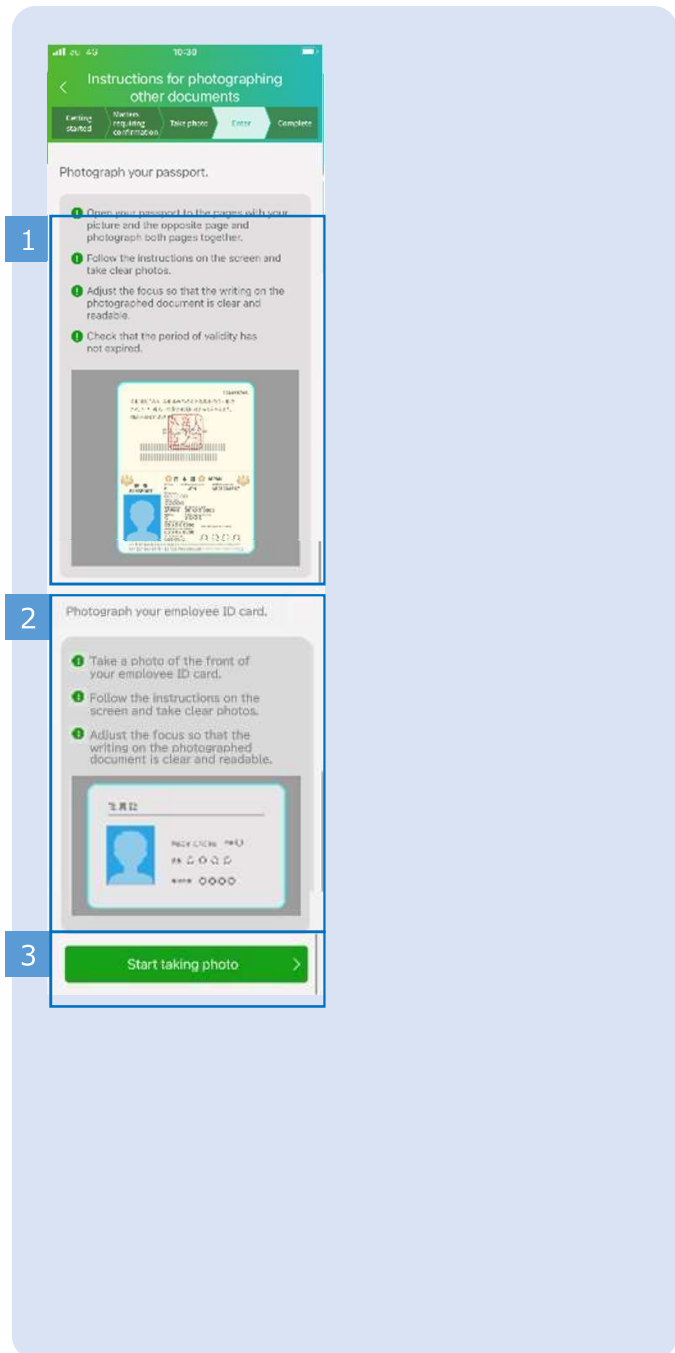 au 4G 10:30
Instructions for photographing
other documents
Getting
started
Matters
requiring
confirmation
Take photo
Enter
Complete
Photograph your passport.
Open your passport to the pages with your
picture and the opposite page and
photograph both pages together.
1
Follow the instructions on the screen and
take clear photos.
Adjust the focus so that the writing on the
photographed document is clear and
readable.
Check that the period of validity has
not expired.
2
Photograph your employee ID card.
Take a photo of the front of
your employee ID card.
Follow the instructions on the
screen and take clear photos.
Adjust the focus so that the
writing on the photographed
document is clear and readable.
3
Start taking photo